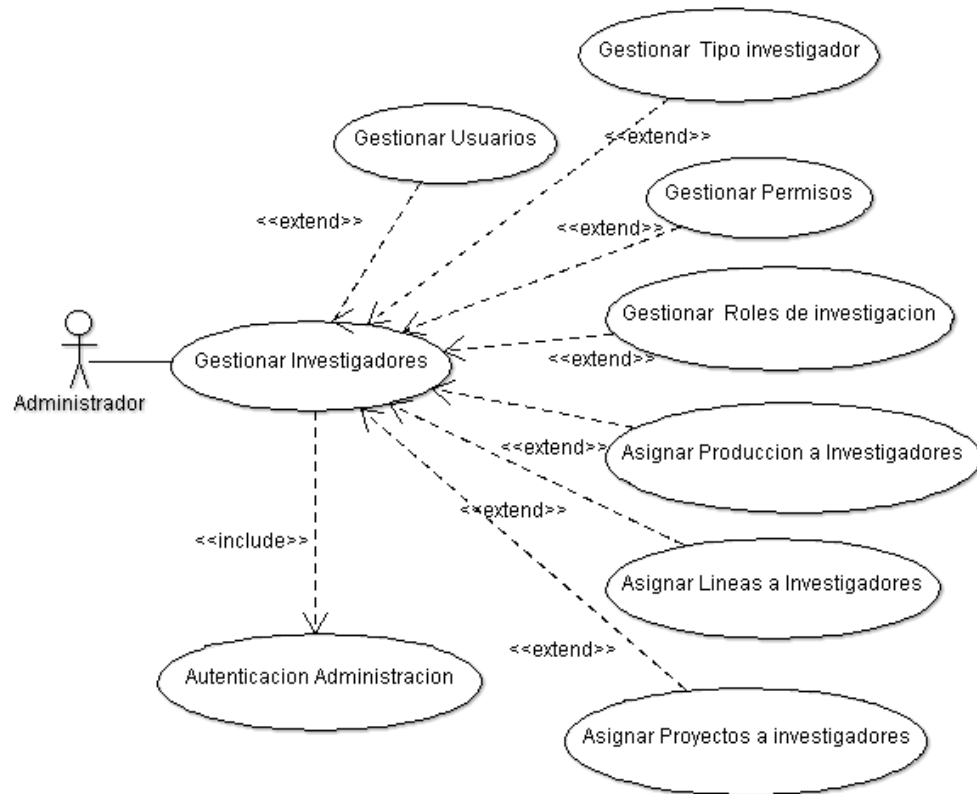 Gestionar  Tipo investigador
Gestionar Usuarios
<<extend>>
Gestionar Permisos
<<extend>>
<<extend>>
Gestionar  Roles de investigacion
Gestionar Investigadores
<<extend>>
Administrador
Asignar Produccion a Investigadores
<<extend>>
<<extend>>
<<include>>
Asignar Lineas a Investigadores
<<extend>>
Autenticacion Administracion
Asignar Proyectos a investigadores